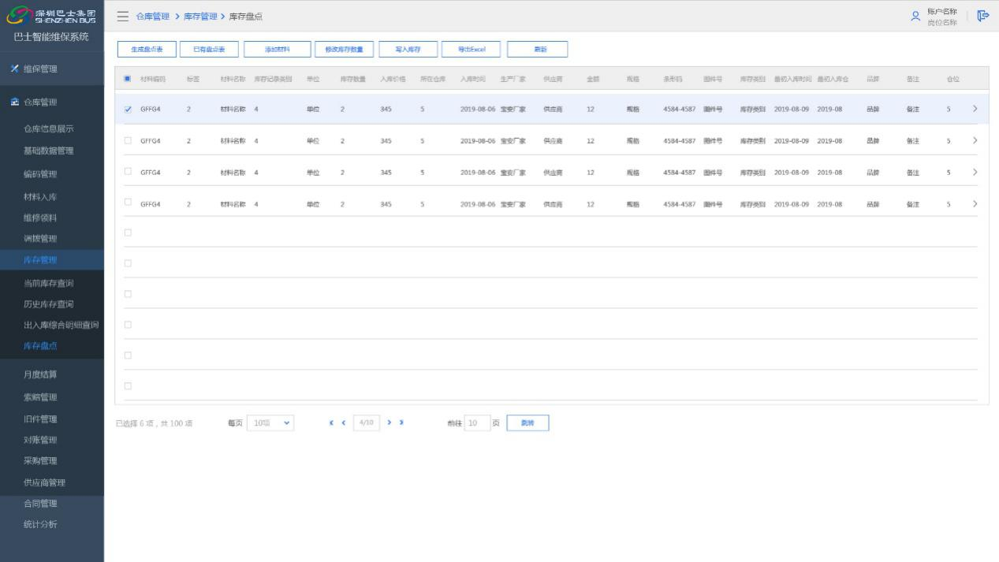 深圳巴士集团
SHENZHEN BUS
巴士智能维保系统
维保管理
仓库管理
仓库信息展示
基础数据管理
编码管理
材料入库
维修领料
调拨管理
库存管理
当前库存查询
历史库存查询
出入库综合明细查询
库存盘点
月度结算
索赔管理
旧件管理
对账管理
采购管理
供应商管理
合同管理
统计分析
仓库管理 > 库存管理 > 库存盘点
账户名称
岗位名称
生成盘点表 已有盘点表 添加材料 修改库存数量 写入库存 导出Excel 刷新
材料编码 标签 材料名称 库存记录类别 单位 库存数量 入库价格 所在仓库 入库时间 生产厂家 供应商 金额 规格 条形码 图件号 库存类别 最初入库时间 最初入库仓 品牌 备注 仓位
GFFG4 2 材料名称 4 单位 2 345 5 2019-08-06 宝安厂家 供应商 12 规格 4584-4587 图件号 库存类别 2019-08-09 2019-08 品牌 备注 5
GFFG4 2 材料名称 4 单位 2 345 5 2019-08-06 宝安厂家 供应商 12 规格 4584-4587 图件号 库存类别 2019-08-09 2019-08 品牌 备注 5
GFFG4 2 材料名称 4 单位 2 345 5 2019-08-06 宝安厂家 供应商 12 规格 4584-4587 图件号 库存类别 2019-08-09 2019-08 品牌 备注 5
GFFG4 2 材料名称 4 单位 2 345 5 2019-08-06 宝安厂家 供应商 12 规格 4584-4587 图件号 库存类别 2019-08-09 2019-08 品牌 备注 5
已选择 6 项，共 100 项 每页 10项 4/10 前往 10 页 跳转